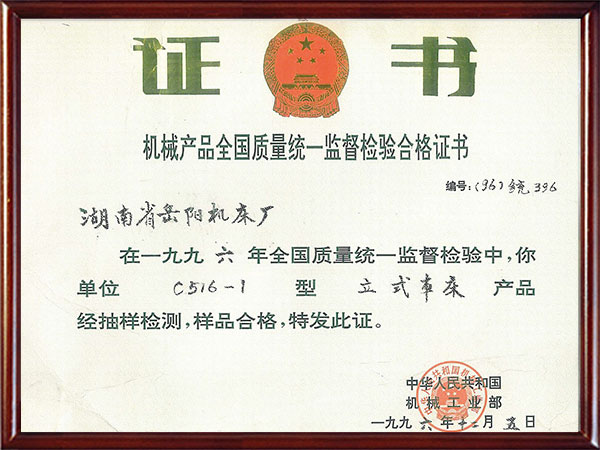 证书
机械产品全国质量统一监督检验合格证书
编号:(96)统396
湖南省岳阳机床厂
在一九九六年全国质量统一监督检验中,你
单位 C516-1 型 立式车床 产品
经抽样检测,样品合格,特发此证。
中华人民共和国
机械工业部
一九九六年十二月五日